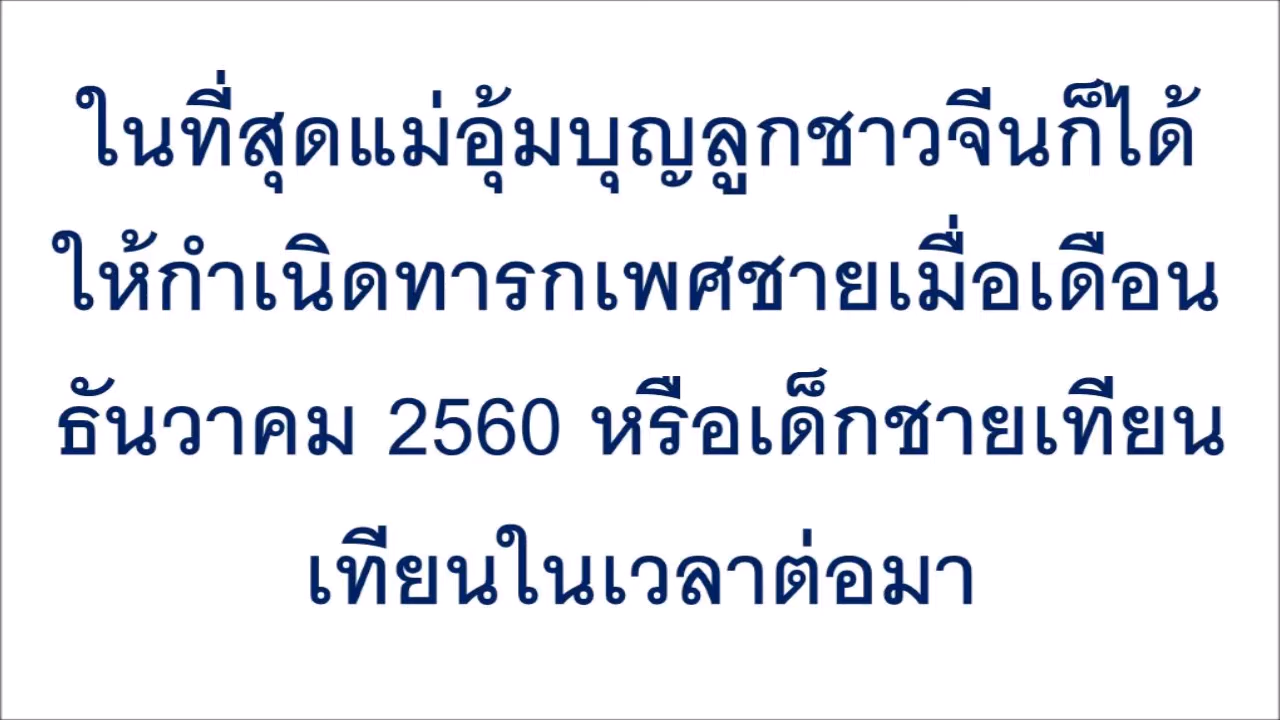 ในที่สุดแม่อุ้มบุญลูกชาวจีนก็ได้
ให้กำเนิดทารกเพศชายเมื่อเดือน
ธันวาคม 2560 หรือเด็กชายเทียน
เทียนในเวลาต่อมา